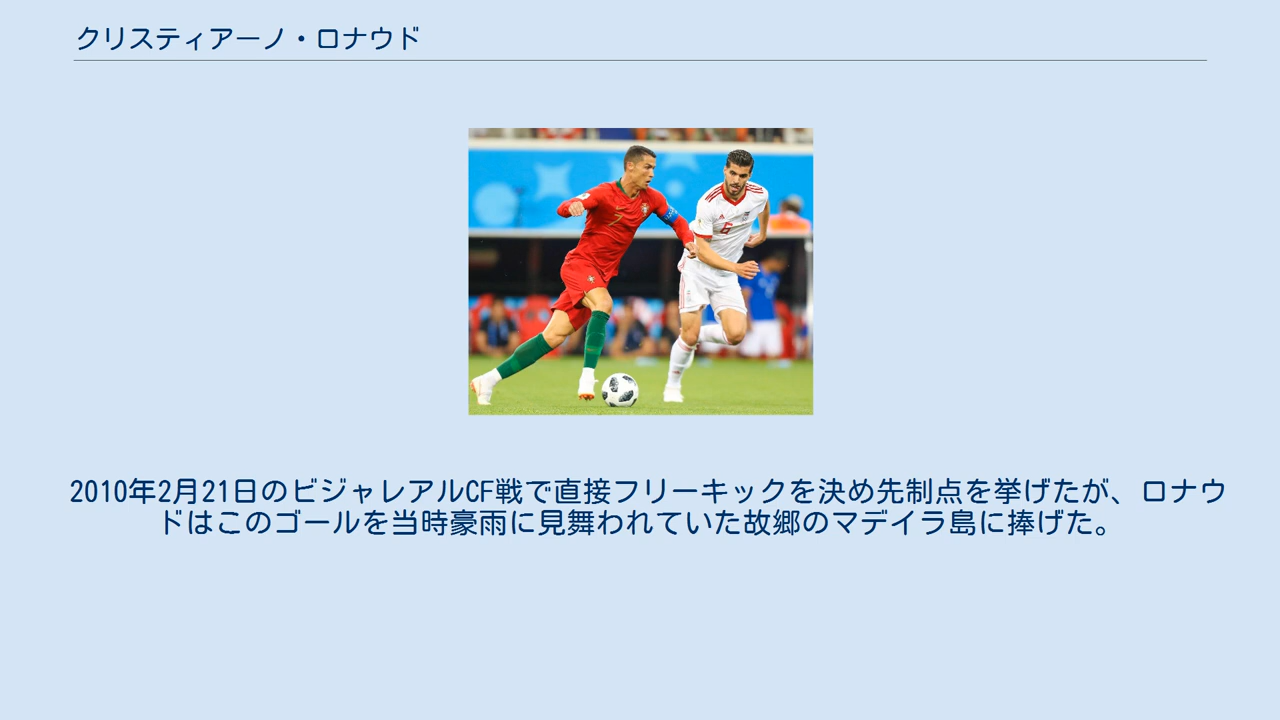 クリスティアーノ・ロナウド
7
6
2010年2月21日のビジャレアルCF戦で直接フリーキックを決め先制点を挙げたが、ロナウ
ドはこのゴールを当時豪雨に見舞われていた故郷のマデイラ島に捧げた。